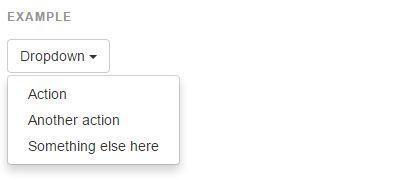 EXAMPLE
Dropdown
Action
Another action
Something else here